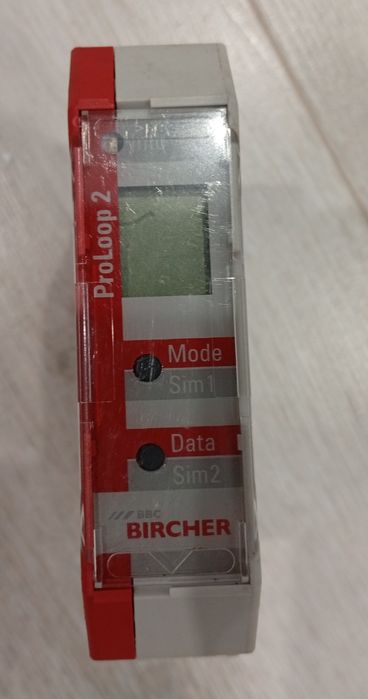 ProLoop 2
Mode
Sim1
Data
Sim2
BBC
BIRCHER